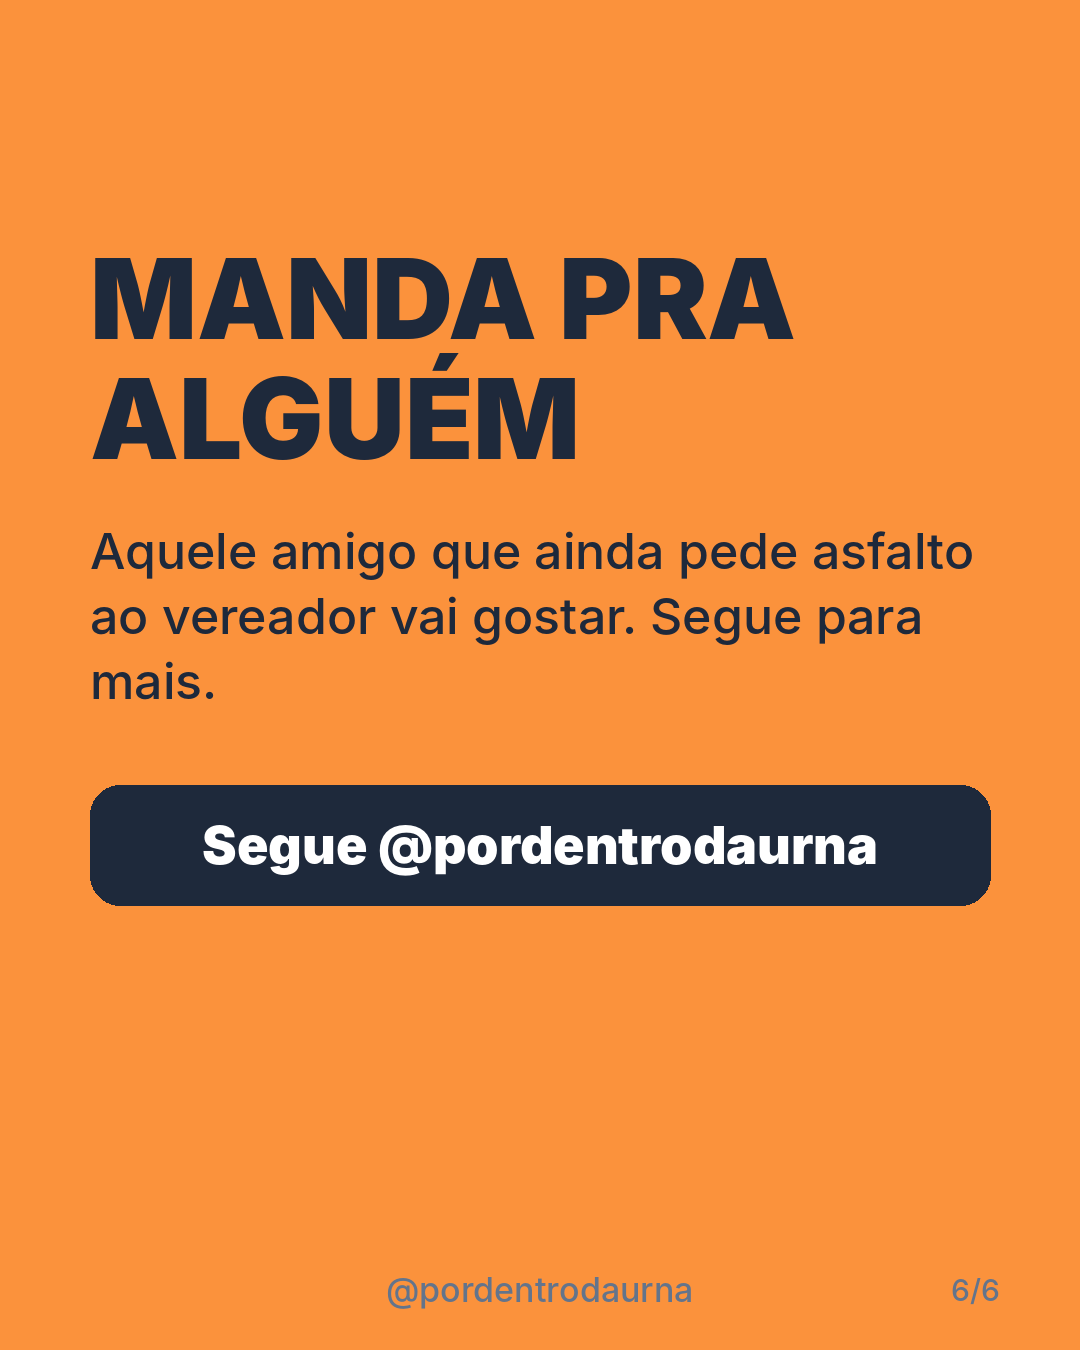 MANDA PRA
ALGUÉM
Aquele amigo que ainda pede asfalto
ao vereador vai gostar. Segue para
mais.
Segue @pordentrodaurna
@pordentrodaurna
6/6